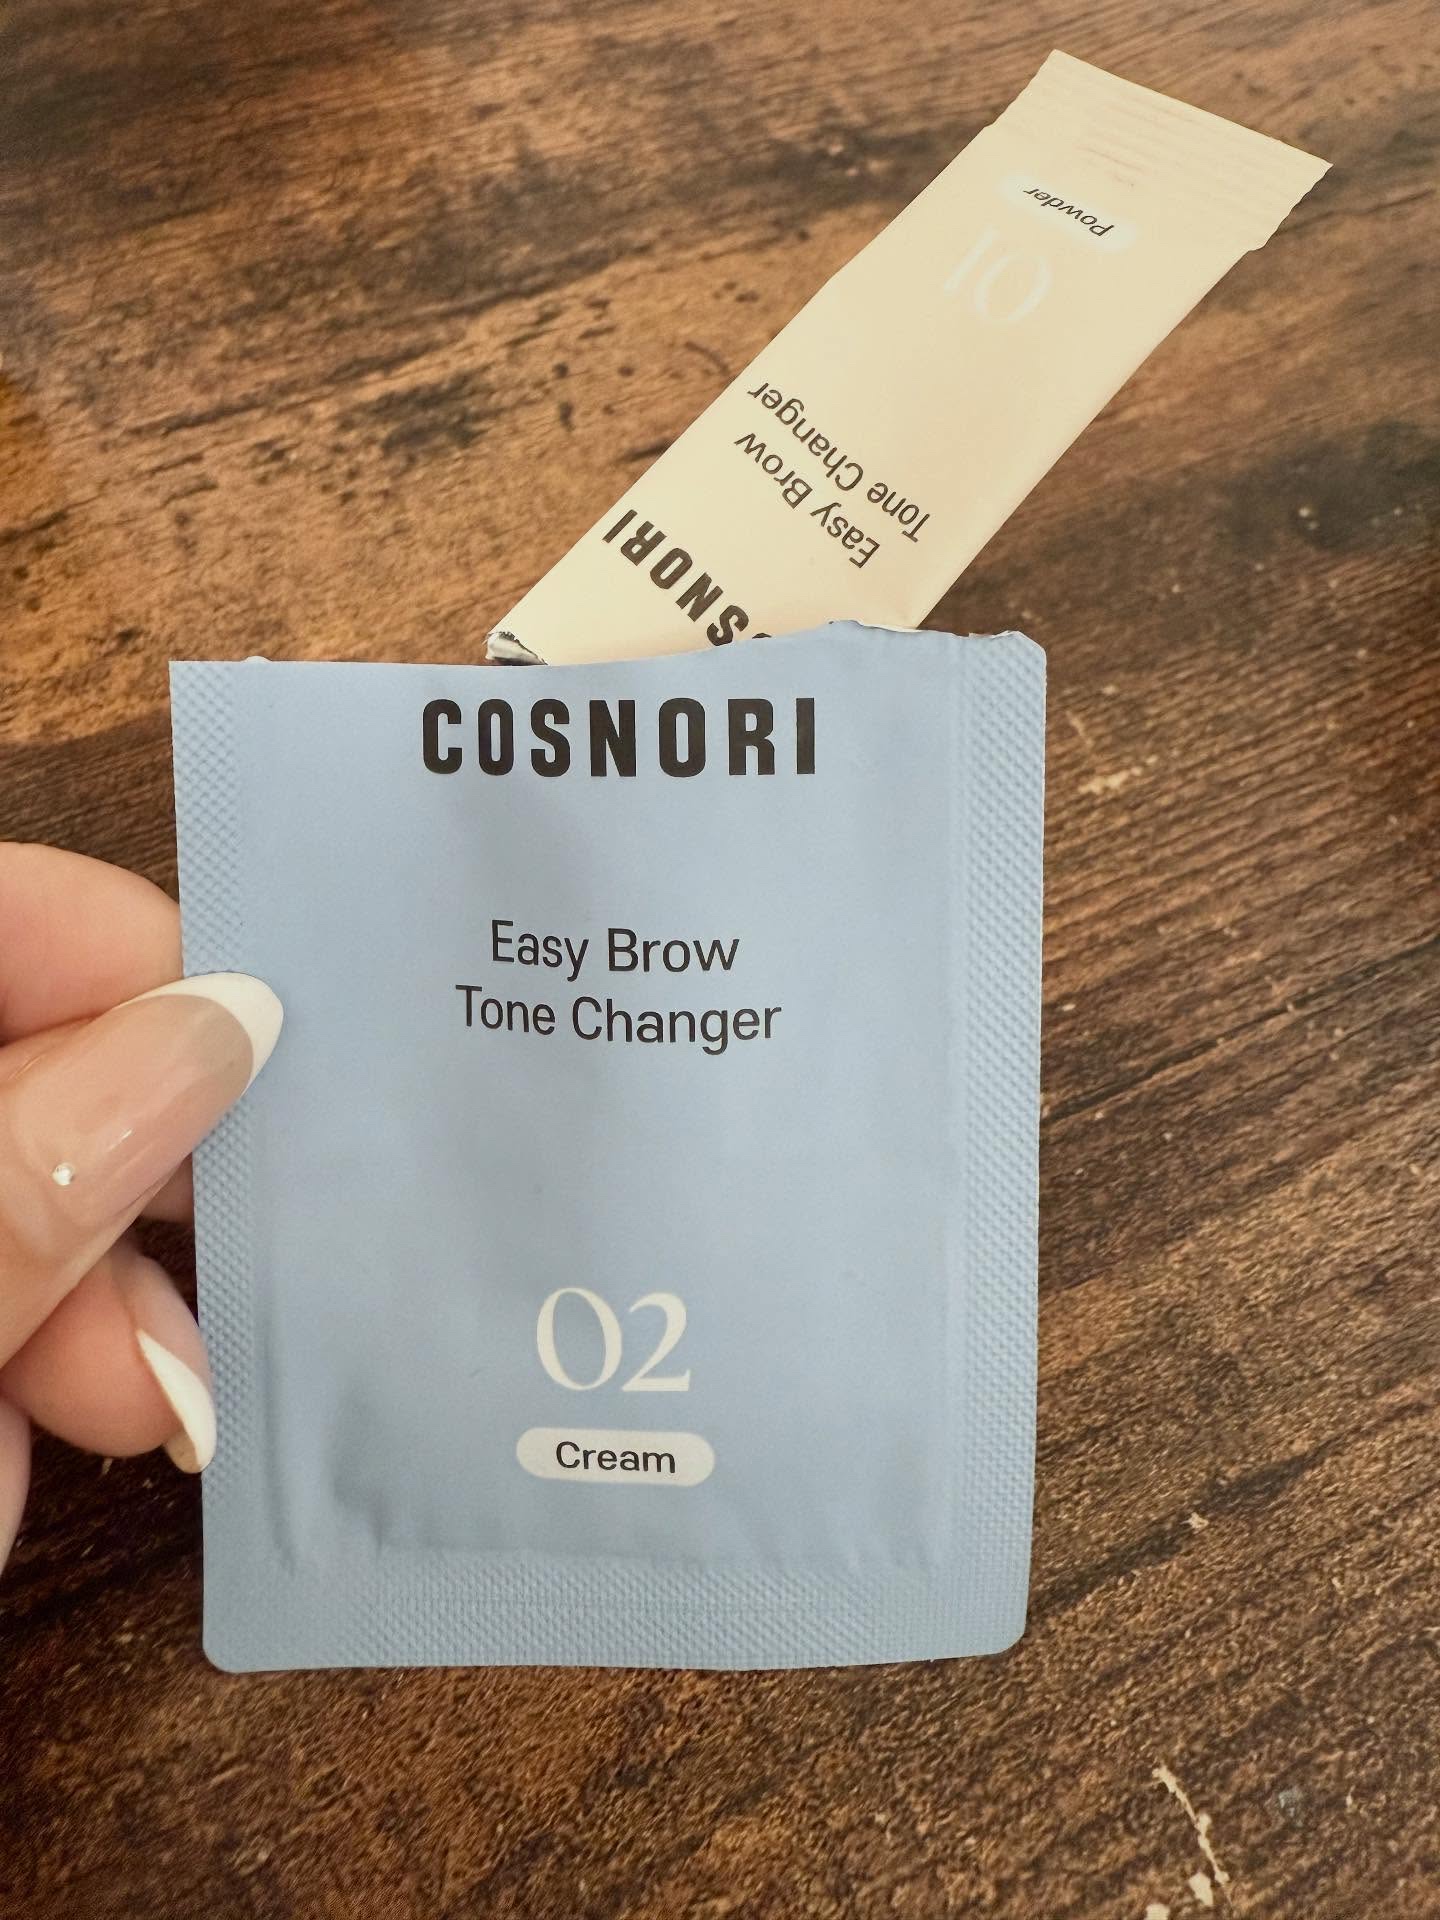 COSNORI
Easy Brow
Tone Changer
02
Cream
COSNORI
Easy Brow
Tone Changer
01
Powder